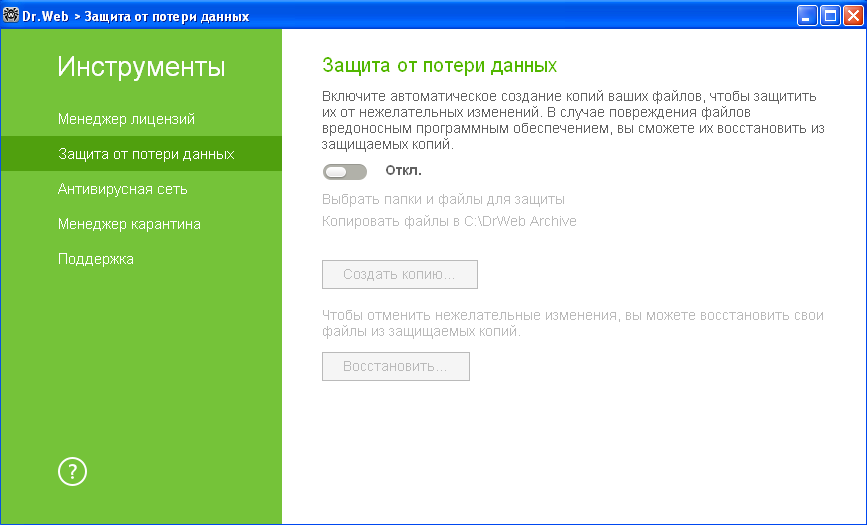 Dr.Web > Защита от потери данных
Инструменты
Менеджер лицензий
Защита от потери данных
Антивирусная сеть
Менеджер карантина
Поддержка
?
Защита от потери данных
Включите автоматическое создание копий ваших файлов, чтобы защитить
их от нежелательных изменений. В случае повреждения файлов
вредоносным программным обеспечением, вы сможете их восстановить из
защищаемых копий.
Откл.
Выбрать папки и файлы для защиты
Копировать файлы в C:\DrWeb Archive
Создать копию...
Чтобы отменить нежелательные изменения, вы можете восстановить свои
файлы из защищаемых копий.
Восстановить...